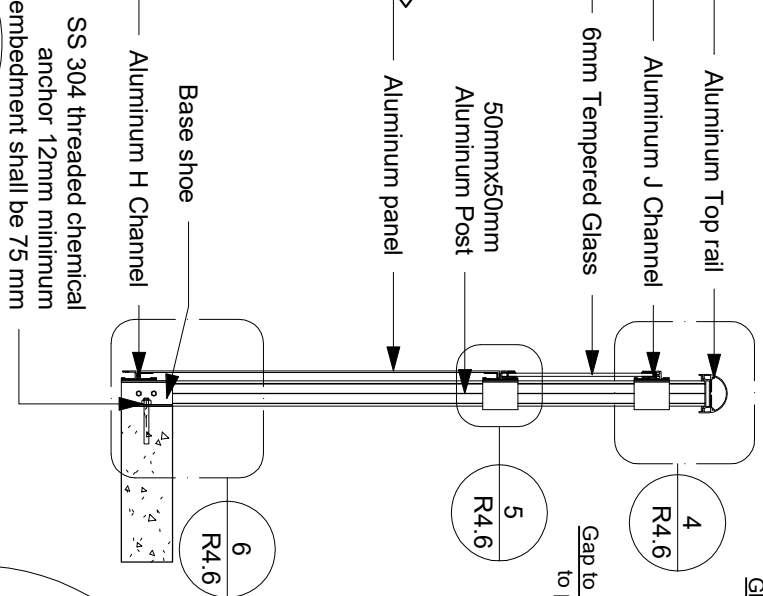 Aluminum Top rail
Aluminum J Channel
6mm Tempered Glass
50mmx50mm
Aluminum Post
Aluminum panel
Base shoe
Aluminum H Channel
SS 304 threaded chemical
anchor 12mm minimum
embedment shall be 75 mm
4
R4.6
5
R4.6
6
R4.6
Gap to
to